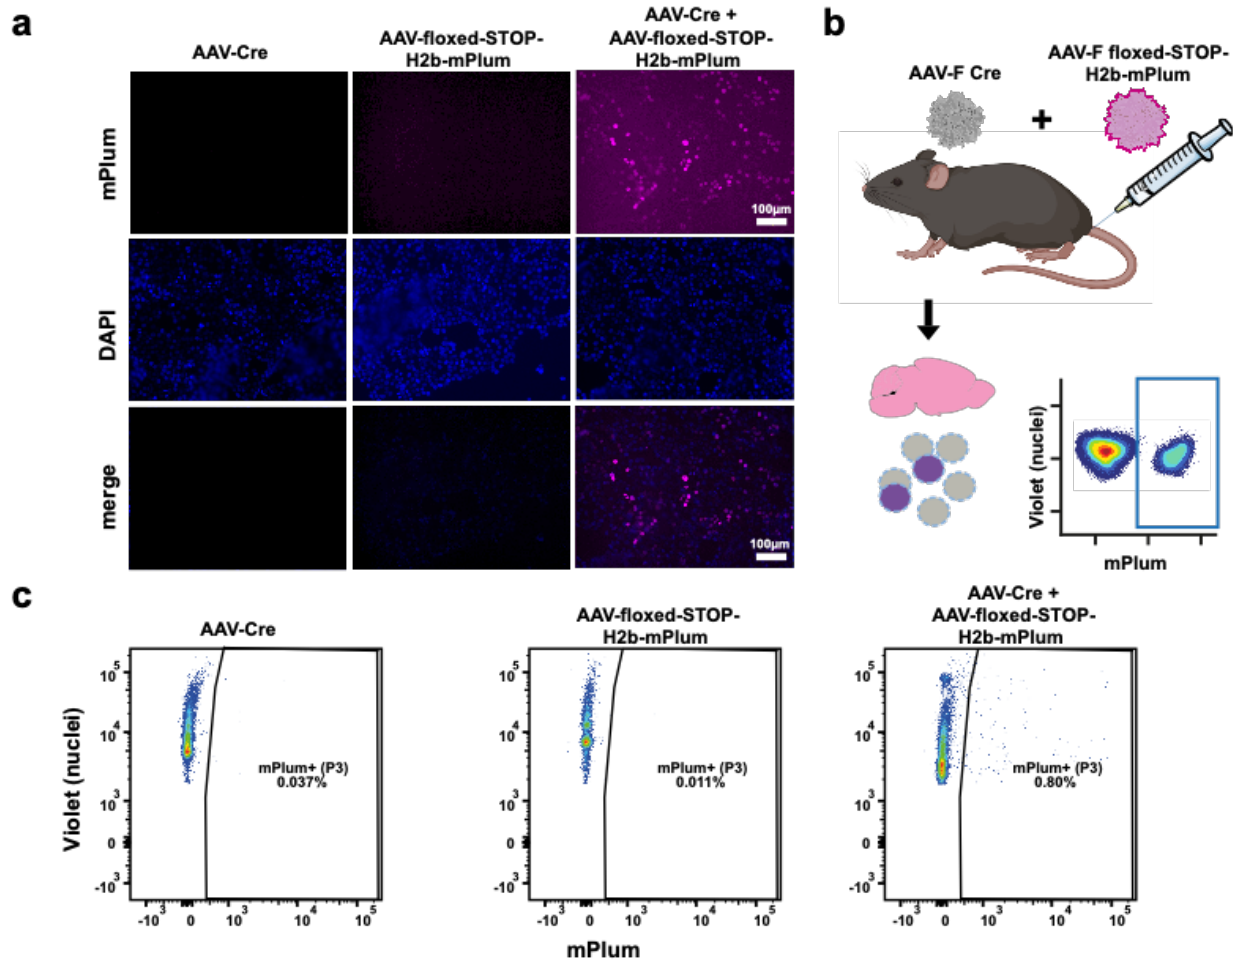 a
AAV-Cre
AAV-floxed-STOP-
H2b-mPlum
AAV-Cre +
AAV-floxed-STOP-
H2b-mPlum
mPlum
100µm
DAPI
merge
100µm
b
AAV-F Cre
+
AAV-F floxed-STOP-
H2b-mPlum
Violet (nuclei)
mPlum
c
AAV-Cre
AAV-floxed-STOP-
H2b-mPlum
AAV-Cre +
AAV-floxed-STOP-
H2b-mPlum
Violet (nuclei)
10^5
10^4
10^3
0
-10^3
mPlum+ (P3)
0.037%
-10^3 0 10^3 10^4 10^5
10^5
10^4
10^3
0
-10^3
mPlum+ (P3)
0.011%
-10^3 0 10^3 10^4 10^5
10^5
10^4
10^3
0
-10^3
mPlum+ (P3)
0.80%
-10^3 0 10^3 10^4 10^5
mPlum